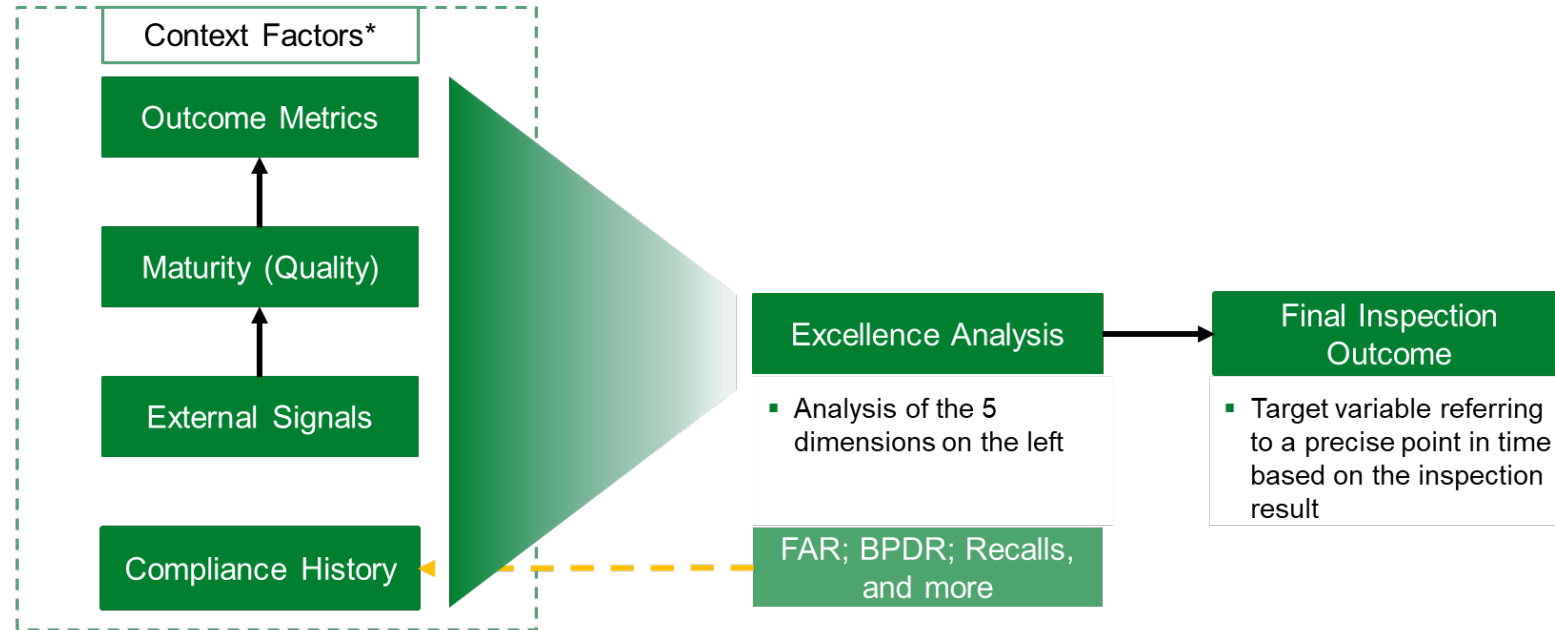 Context Factors*
Outcome Metrics
Maturity (Quality)
External Signals
Compliance History
Excellence Analysis
▪ Analysis of the 5
dimensions on the left
FAR; BPDR; Recalls,
and more
Final Inspection
Outcome
▪ Target variable referring
to a precise point in time
based on the inspection
result